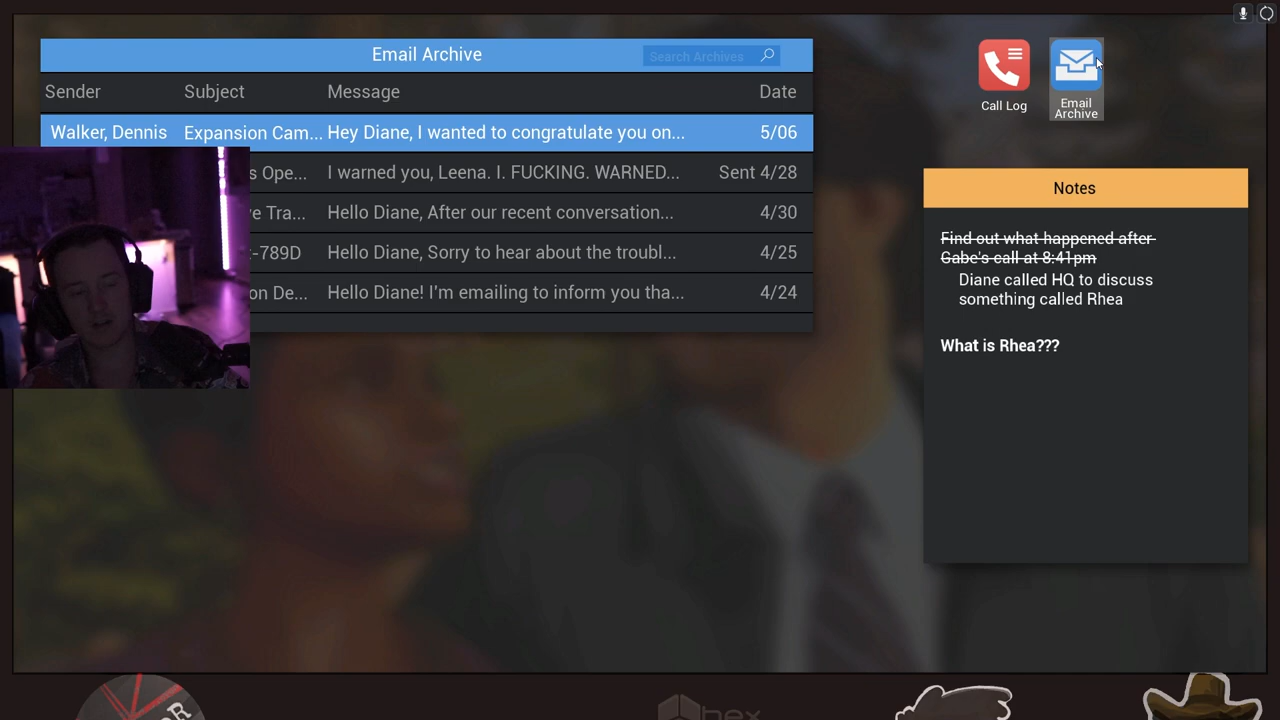 Email Archive
Search Archives
Sender Subject Message Date
Walker, Dennis Expansion Cam... Hey Diane, I wanted to congratulate you on... 5/06
s Ope... I warned you, Leena. I. FUCKING. WARNED... Sent 4/28
e Tra... Hello Diane, After our recent conversation... 4/30
-789D Hello Diane, Sorry to hear about the troubl... 4/25
on De... Hello Diane! I'm emailing to inform you tha... 4/24
Call Log
Email
Archive
Notes
Find out what happened after
Gabe's call at 8:41pm
Diane called HQ to discuss
something called Rhea
What is Rhea???
OR
hex